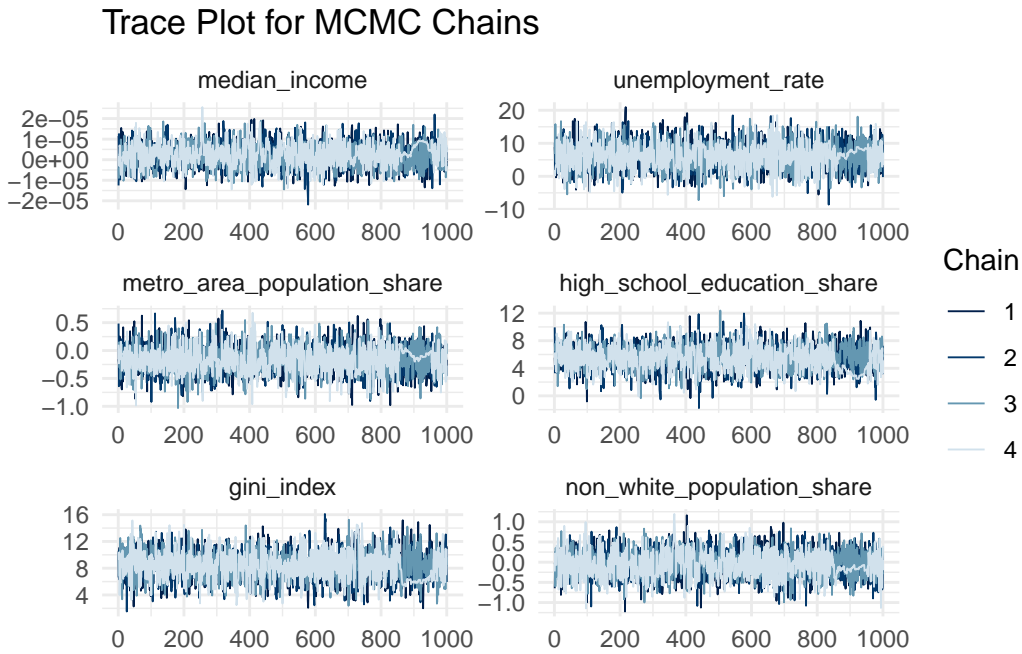 Trace Plot for MCMC Chains
median_income
unemployment_rate
2e−05
1e−05
0e+00
−1e−05
−2e−05
0 200 400 600 800 1000
20
10
0
−10
0 200 400 600 800 1000
metro_area_population_share
high_school_education_share
0.5
0.0
−0.5
−1.0
0 200 400 600 800 1000
12
8
4
0
0 200 400 600 800 1000
gini_index
non_white_population_share
16
12
8
4
0 200 400 600 800 1000
1.0
0.5
0.0
−0.5
−1.0
0 200 400 600 800 1000
Chain
1
2
3
4